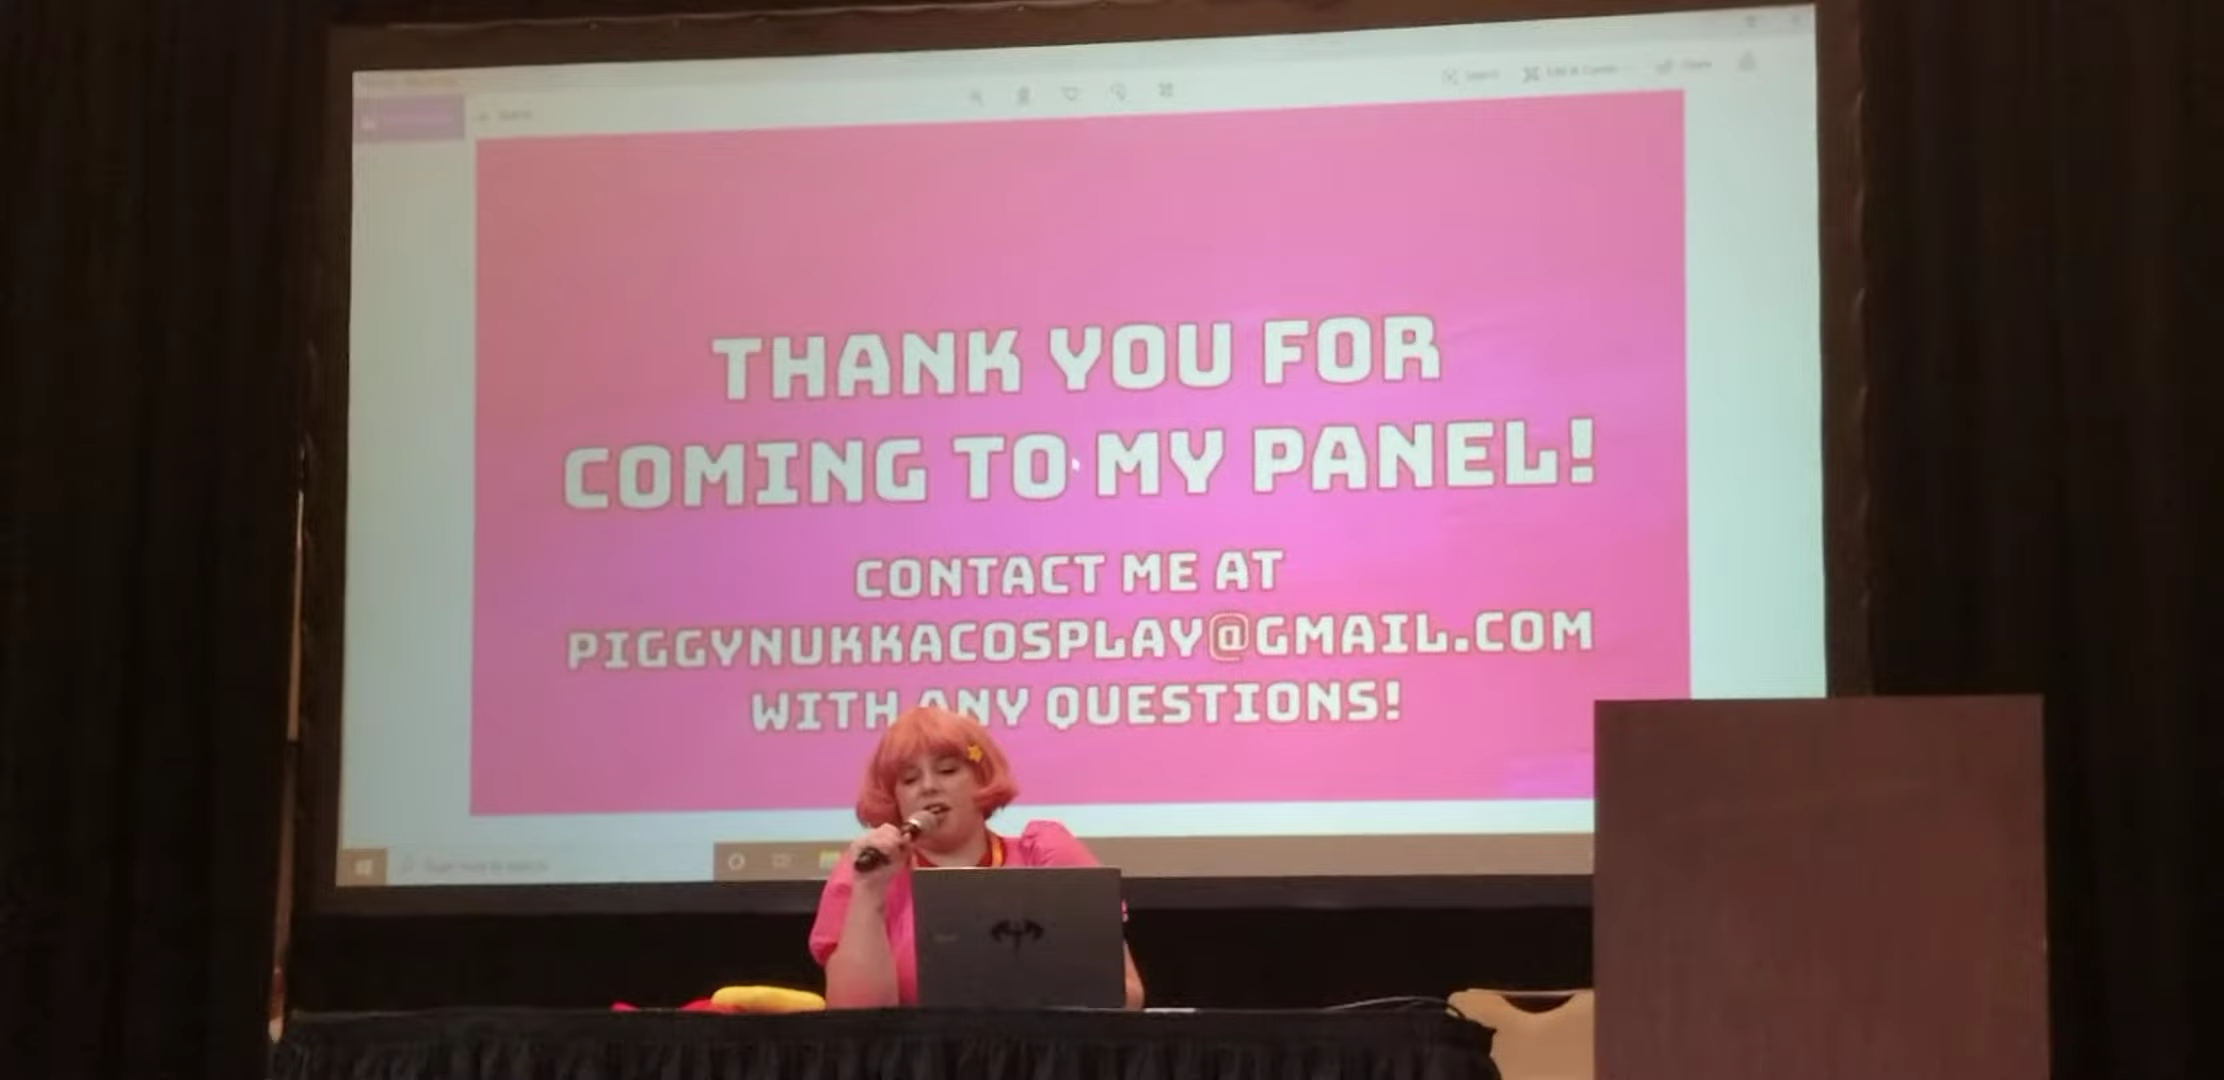 THANK YOU FOR
COMING TO MY PANEL!
CONTACT ME AT
PIGGYNUKKACOSPLAY@GMAIL.COM
WITH ANY QUESTIONS!